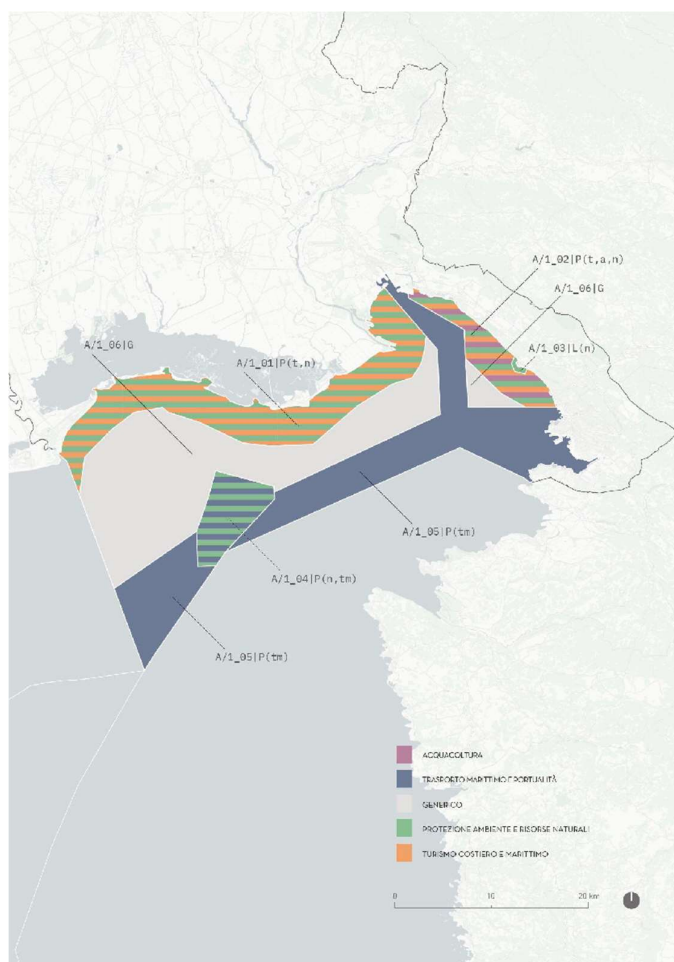 A/1_02|P(t,a,n)
A/1_06|G
A/1_03|L(n)
A/1_06|G
A/1_01|P(t,n)
A/1_05|P(tm)
A/1_04|P(n,tm)
A/1_05|P(tm)
ACQUACOLTURA
TRASPORTO MARITTIMO E PORTUALITÀ
GENERICO
PROTEZIONE AMBIENTE E RISORSE NATURALI
TURISMO COSTIERO E MARITTIMO
0 10 20 km